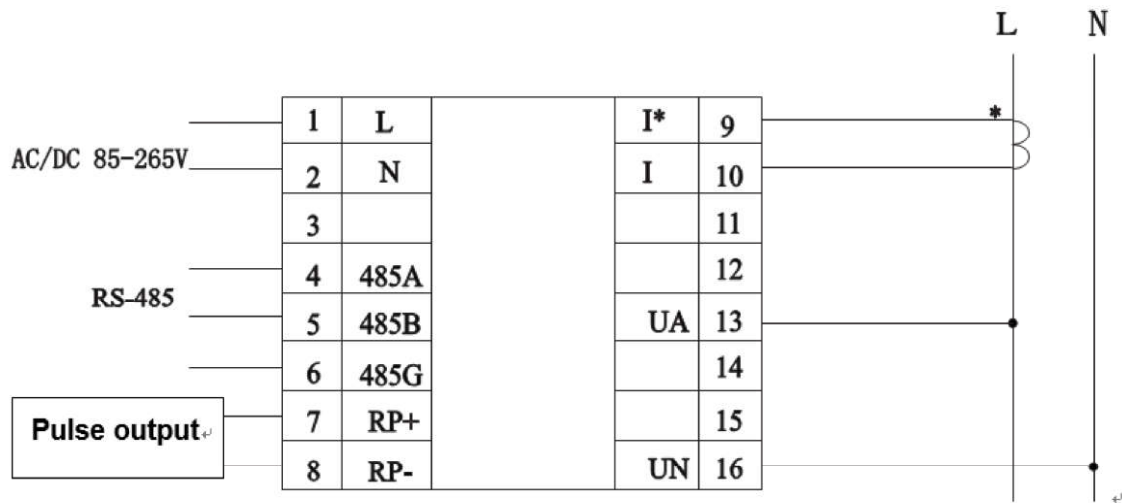 L N
1 L I* 9 *
AC/DC 85-265V
2 N I 10
3 11
4 485A 12
RS-485
5 485B UA 13
6 485G 14
7 RP+ 15
Pulse output↵
8 RP- UN 16
↵